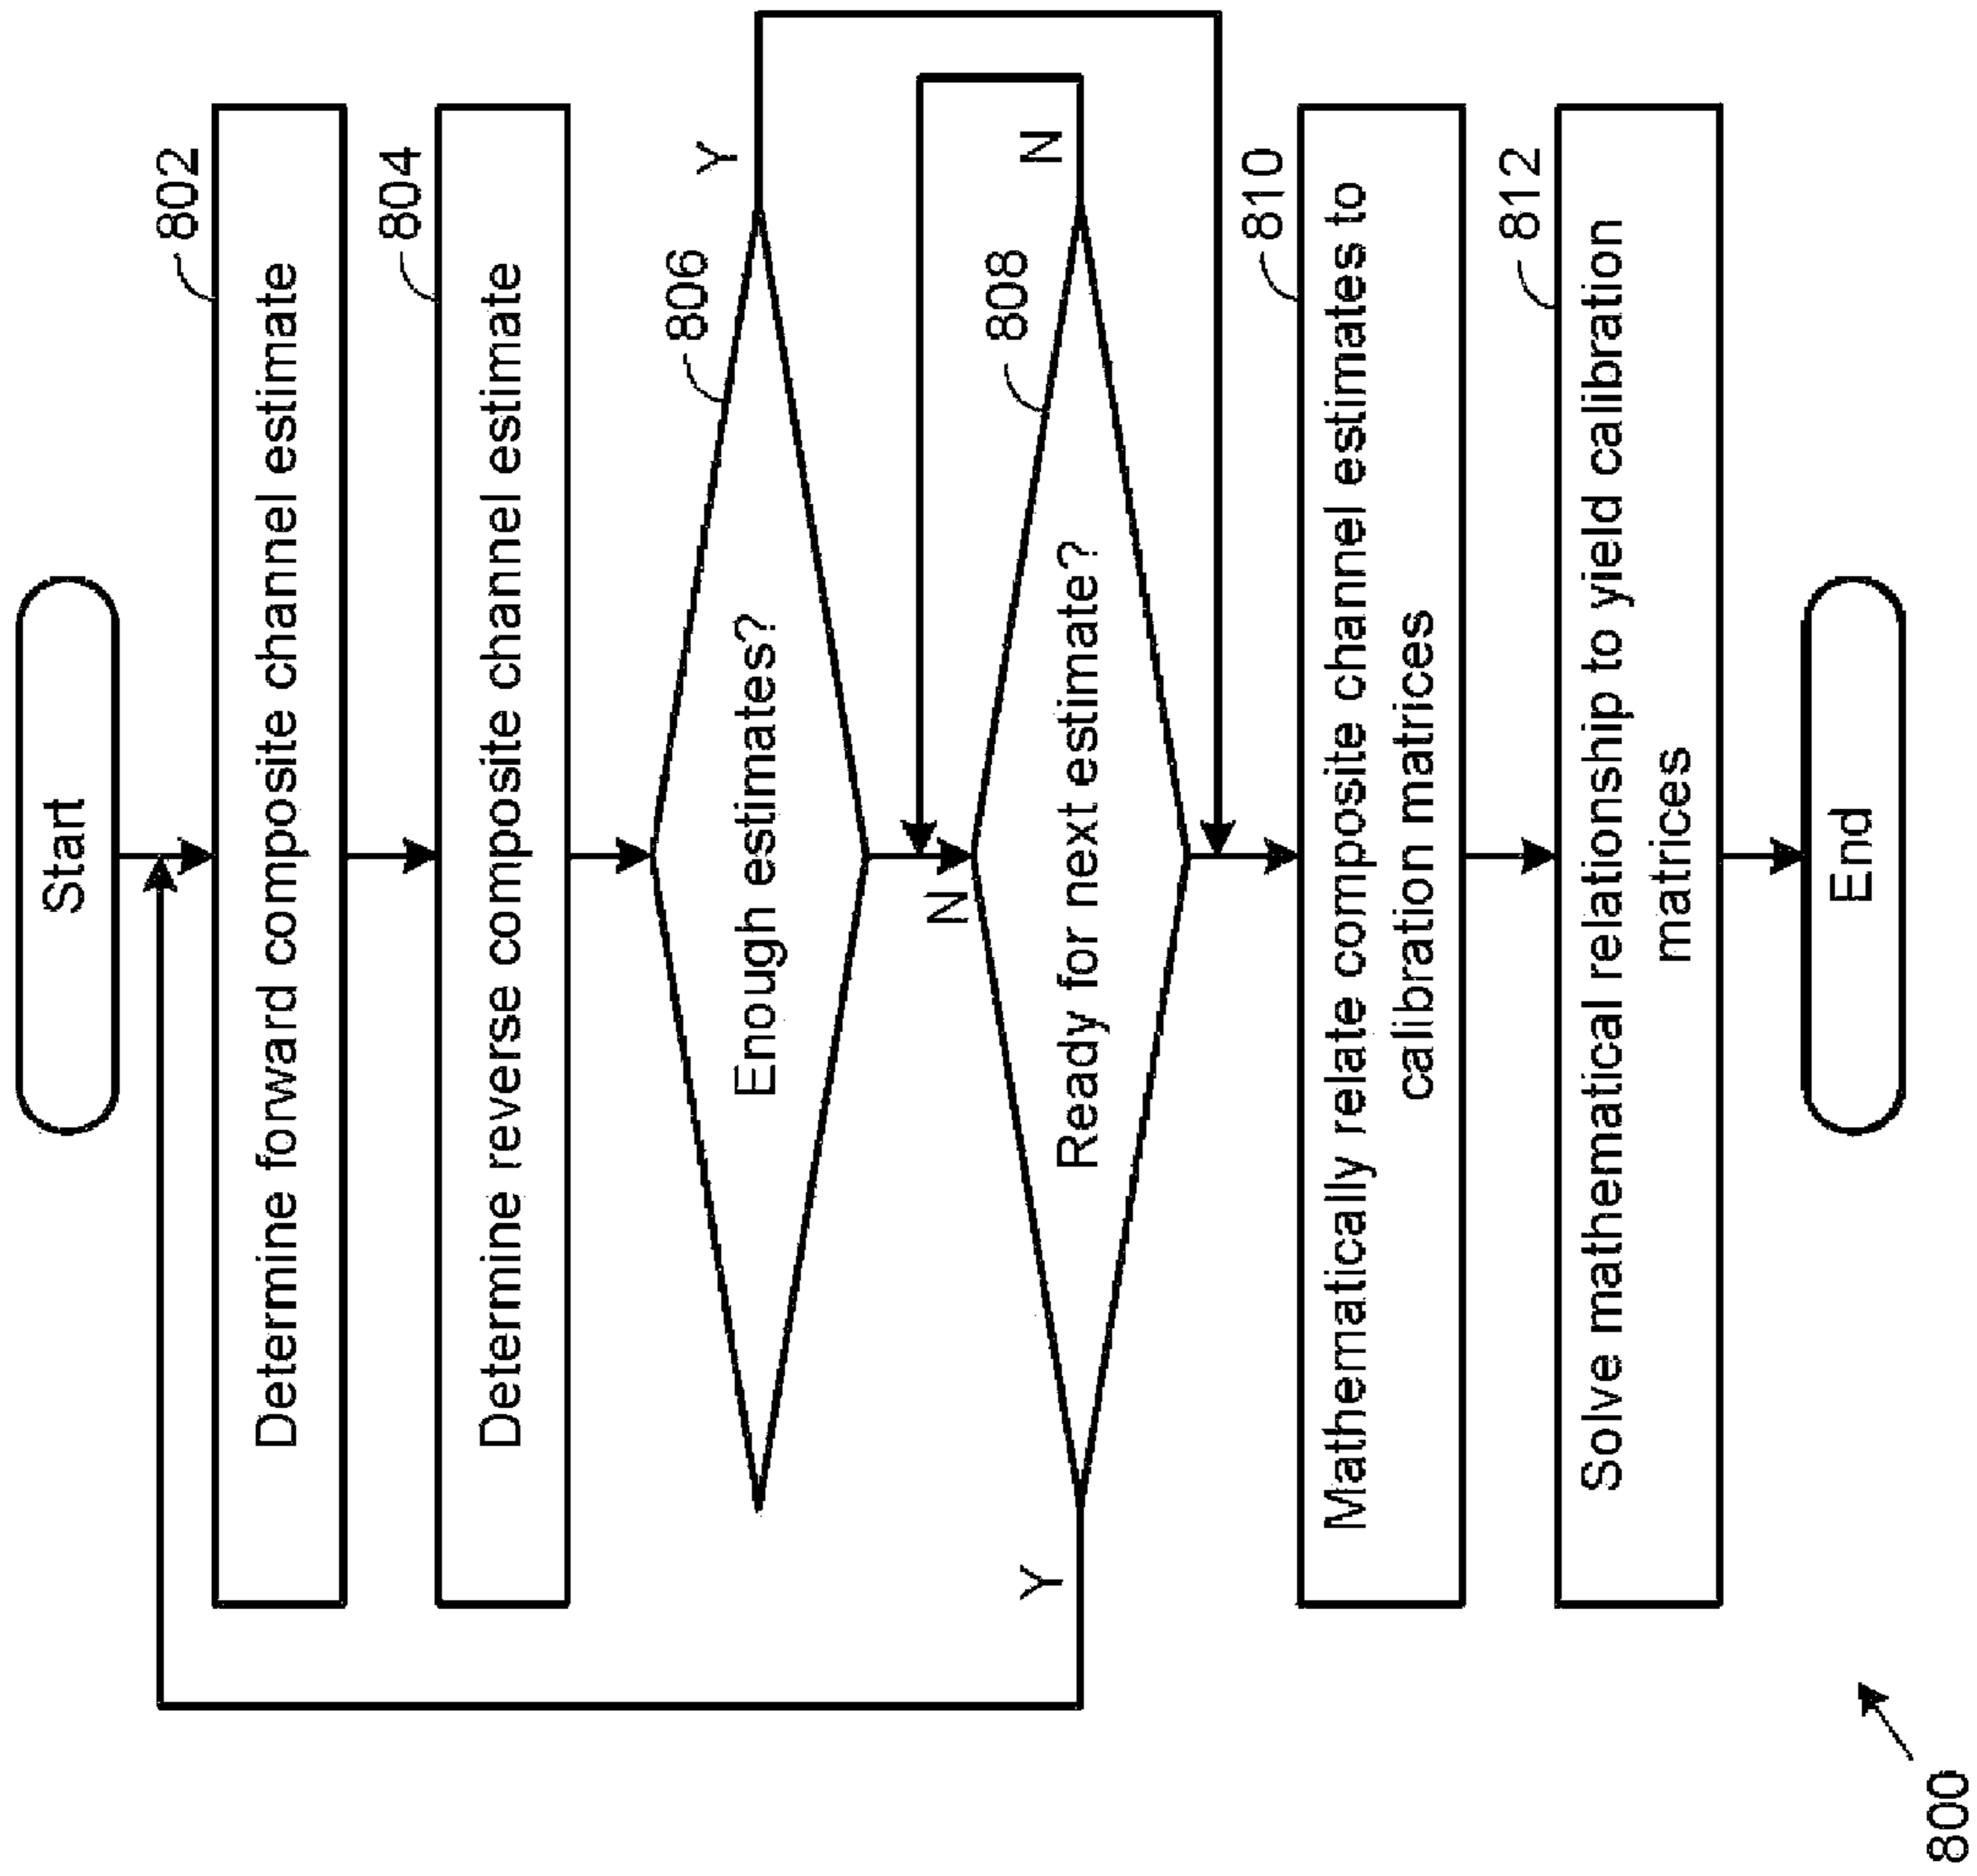 Start
802
Determine forward composite channel estimate
804
Determine reverse composite channel estimate
806
Y
Enough estimates?
N
808
N
Ready for next estimate?
Y
810
Mathematically relate composite channel estimates to
calibration matrices
812
Solve mathematical relationship to yield calibration
matrices
End
800